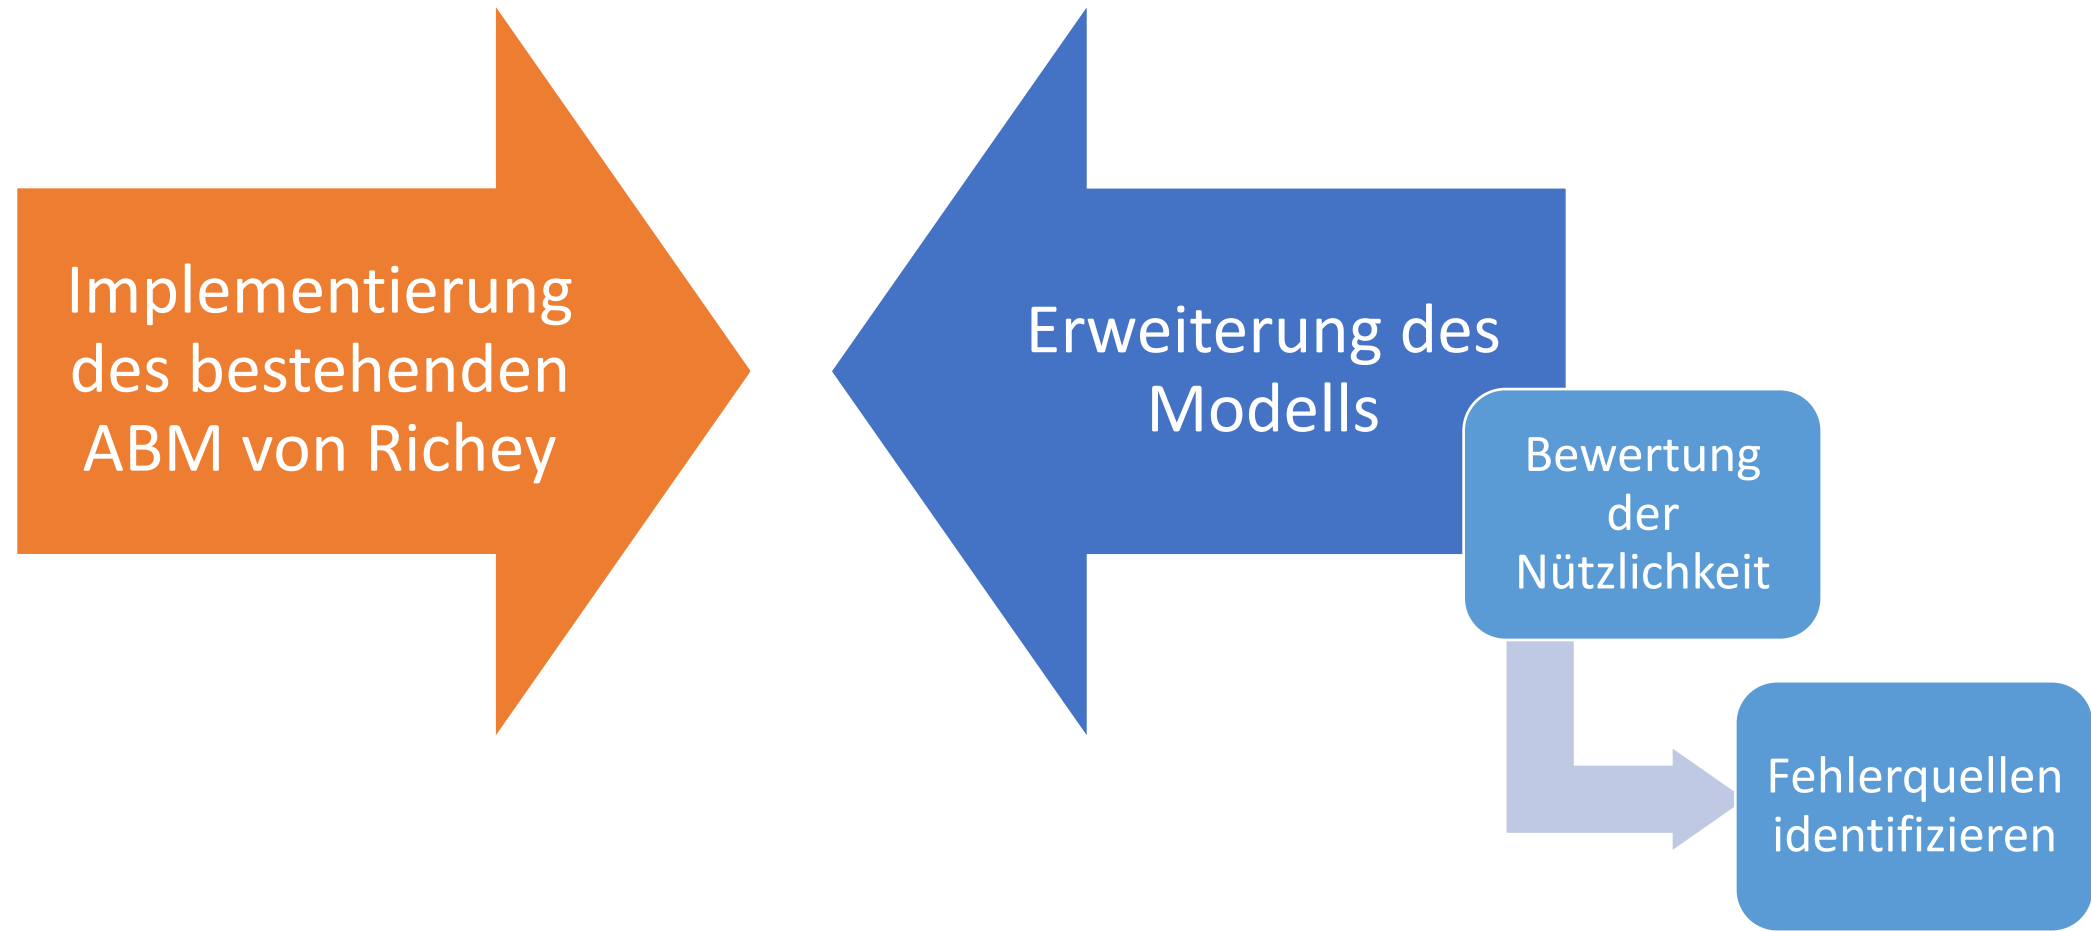 Implementierung
des bestehenden
ABM von Richey
Erweiterung des
Modells
Bewertung
der
Nützlichkeit
Fehlerquellen
identifizieren